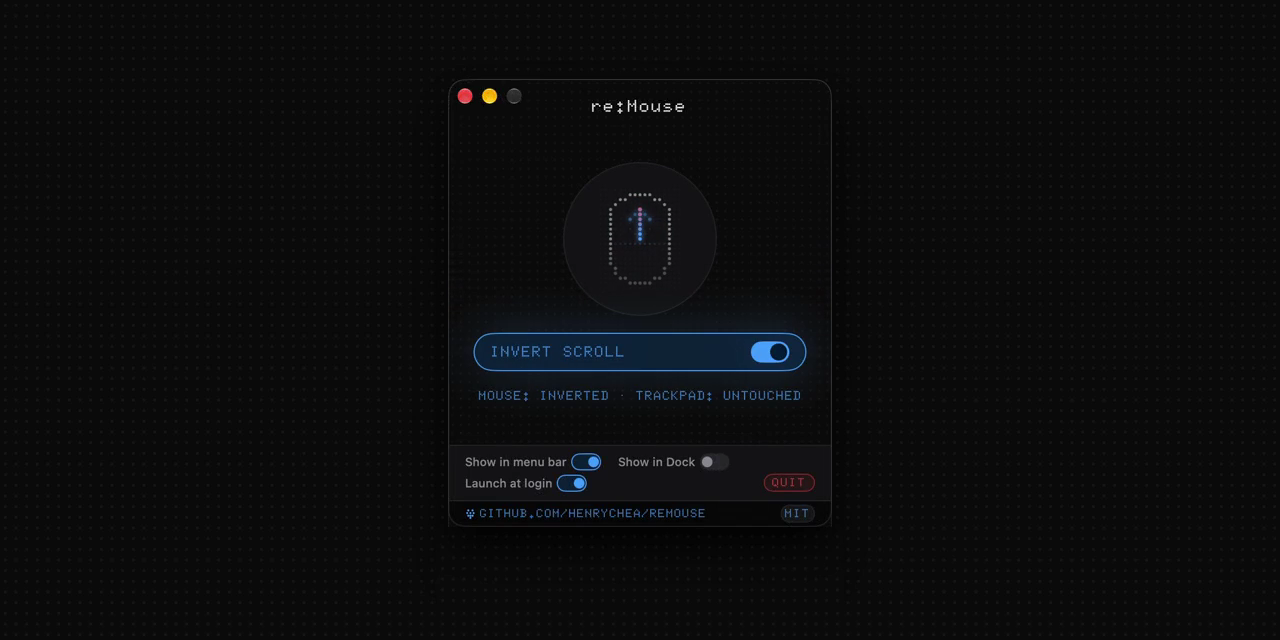 re:Mouse
INVERT SCROLL
MOUSE: INVERTED · TRACKPAD: UNTOUCHED
Show in menu bar Show in Dock
Launch at login QUIT
GITHUB.COM/HENRYCHEA/REMOUSE MIT